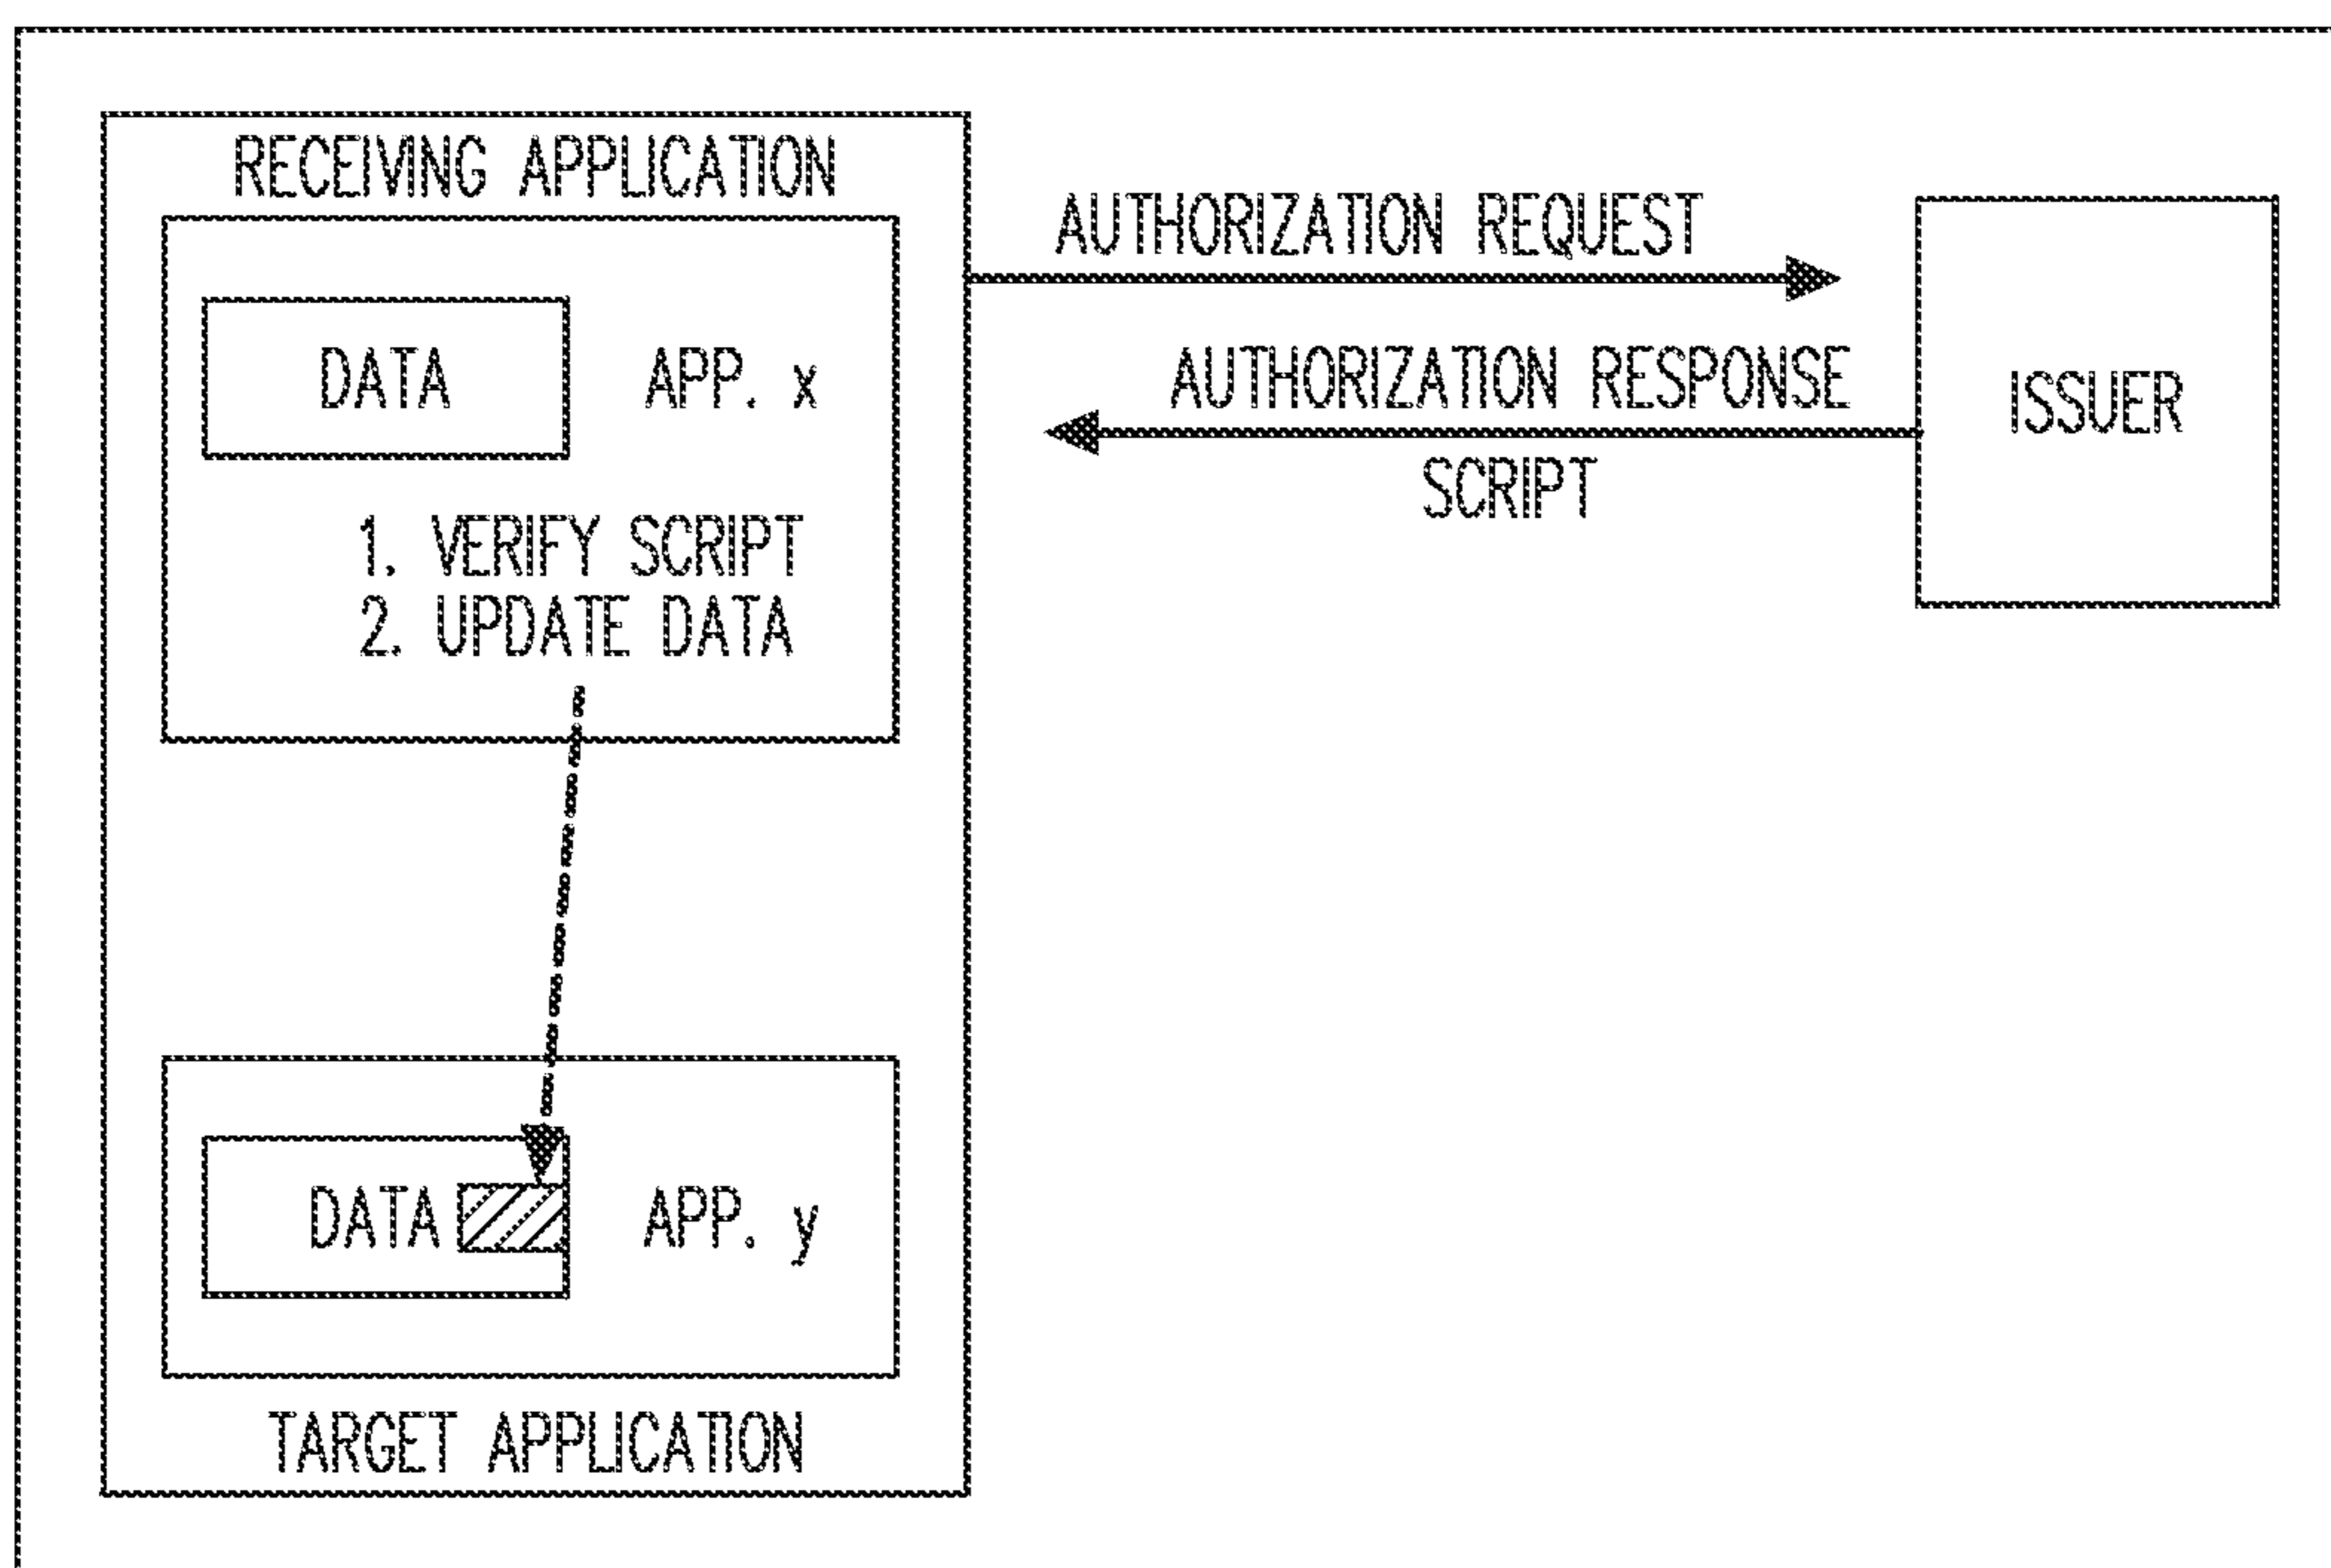 RECEIVING APPLICATION
AUTHORIZATION REQUEST
DATA APP. x
AUTHORIZATION RESPONSE
ISSUER
SCRIPT
1. VERIFY SCRIPT
2. UPDATE DATA
DATA APP. y
TARGET APPLICATION